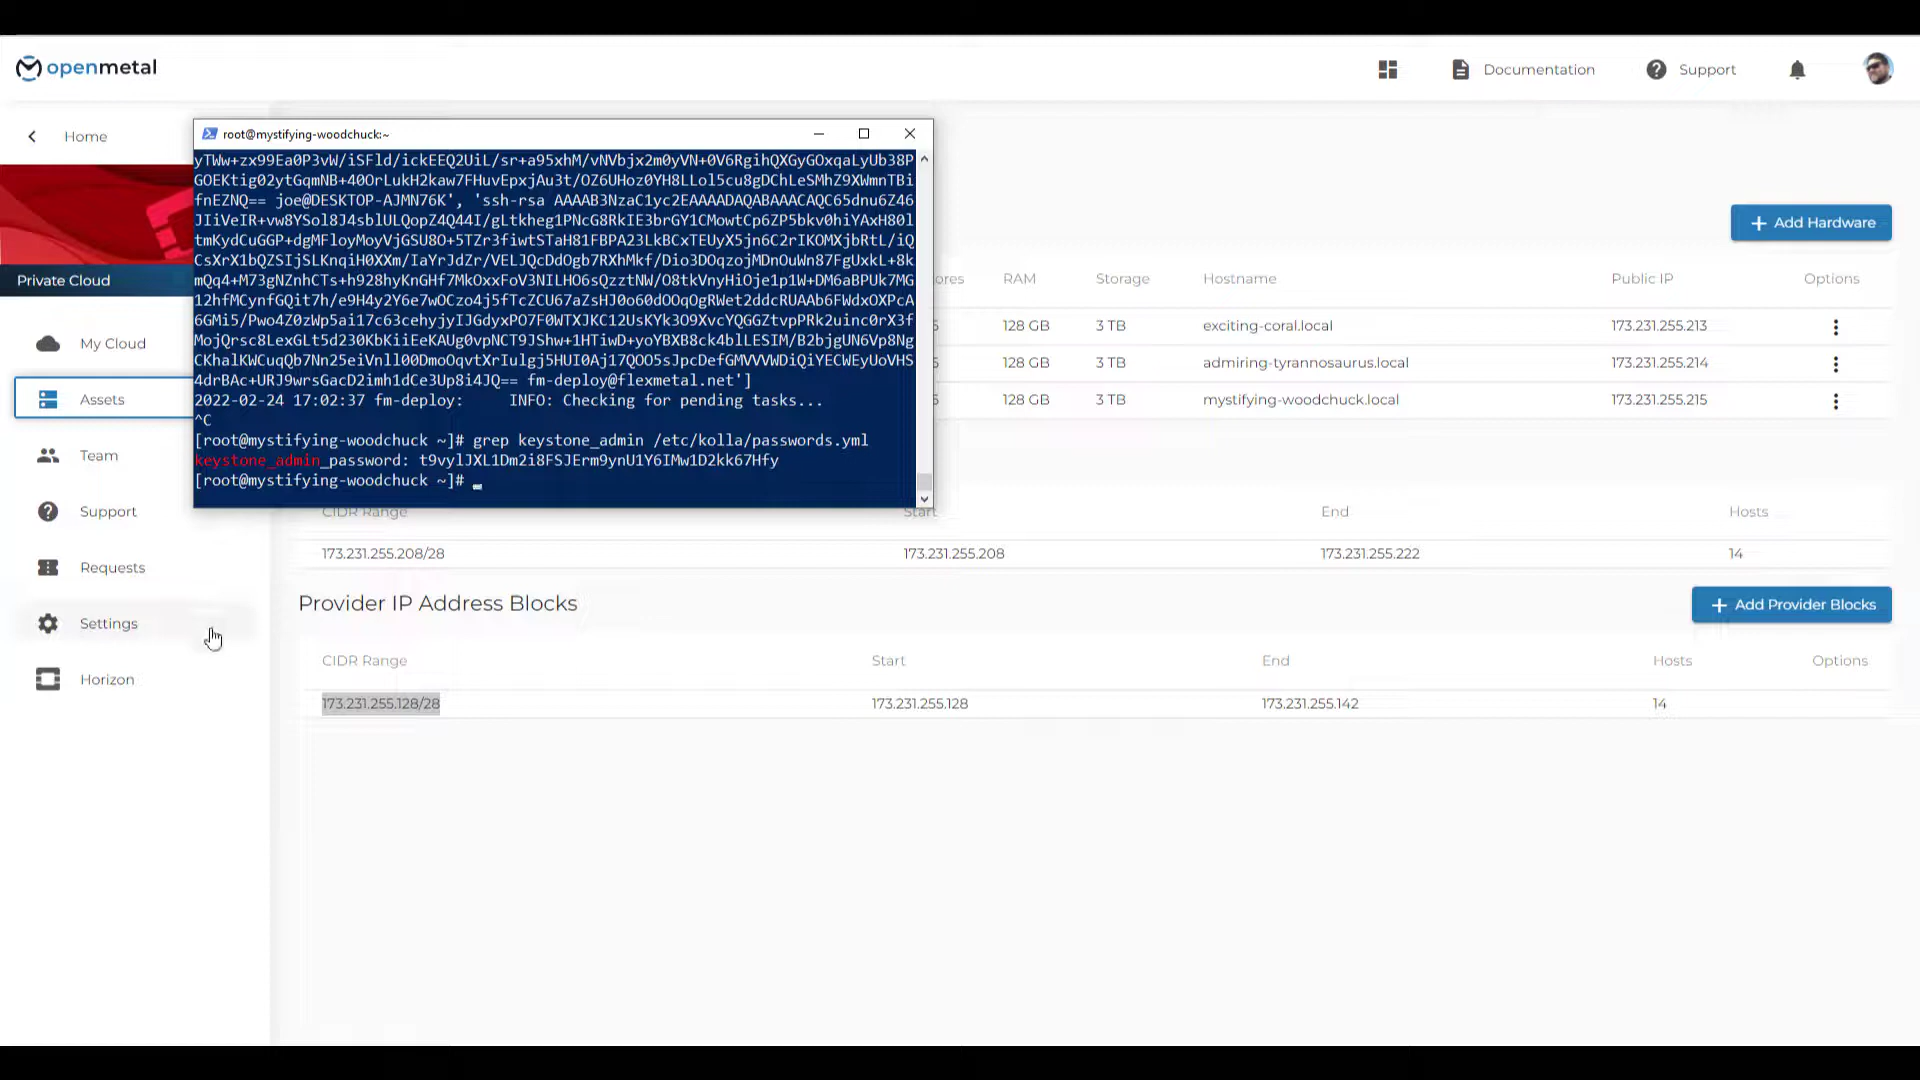 openmetal
Documentation
Support
Home
root@mystifying-woodchuck:~
yTWw+zx99Ea0P3vW/iSFld/ickEEQ2UiL/sr+a95xhM/vNVbjx2m0yVN+0V6RgihQXGyGOxqaLyUb38P
GOEKtig02ytGqmNB+40OrLukH2kaw7FHuvEpxjAu3t/OZ6UHoz0YH8LLol5cu8gDChLeSMhZ9XWmnTBi
fnEZNQ== joe@DESKTOP-AJMN76K', 'ssh-rsa AAAAB3NzaC1yc2EAAAADAQABAAACAQC65dnu6Z46
JIiVeIR+vw8YSol8J4sblULQopZ4Q44I/gLtkheg1PNcG8RkIE3brGY1CMowtCp6ZP5bkv0hiYAxH80l
tmKydCuGGP+dgMFloyMoyVjGSU8O+5TZr3fiwtSTaH81FBPA23LkBCxTEUyX5jn6C2rIKOMXjbRtL/iQ
CsXrX1bQZSIjSLKnqiH0XXm/IaYrJdZr/VELJQcDdOgb7RXhMkf/Dio3DOqzojMDnOuWn87FgUxkL+8k
mQq4+M73gNZnhCTs+h928hyKnGHf7MkOxxFoV3NILHO6sQzztNW/O8tkVnyHiOje1p1W+DM6aBPUk7MG
12hfMCynfGQit7h/e9H4y2Y6e7wOCzo4j5fTcZCU67aZsHJ0o60dOOqOgRWet2ddcRUAAb6FWdxOXPcA
6GMi5/Pwo4Z0zWp5ai17c63cehyjyIJGdyxPO7F0WTXJKC12UsKYk3O9XvcYQGGZtvpPRk2uinc0rX3f
MojQrsc8LexGLt5d230KbKiiEeKAUg0vpNCT9JShw+1HTiwD+yoYBXB8ck4blLESIM/B2bjgUN6Vp8Ng
CKhalKWCuqQb7Nn25eiVnll00DmoOqvtXrIulgj5HUI0Aj17QOO5sJpcDefGMVVVWDiQiYECWEyUoVHS
4drBAc+URJ9wrsGacD2imh1dCe3Up8i4JQ== fm-deploy@flexmetal.net']
2022-02-24 17:02:37 fm-deploy:     INFO: Checking for pending tasks...
^C
[root@mystifying-woodchuck ~]# grep keystone_admin /etc/kolla/passwords.yml
keystone_admin_password: t9vylJXL1Dm2i8FSJErm9ynU1Y6IMw1D2kk67Hfy
[root@mystifying-woodchuck ~]#
Private Cloud
My Cloud
Assets
Team
Support
Requests
Settings
Horizon
+ Add Hardware
ores RAM Storage Hostname Public IP Options
128 GB 3 TB exciting-coral.local 173.231.255.213
128 GB 3 TB admiring-tyrannosaurus.local 173.231.255.214
128 GB 3 TB mystifying-woodchuck.local 173.231.255.215
CIDR Range Start End Hosts
173.231.255.208/28 173.231.255.208 173.231.255.222 14
Provider IP Address Blocks
+ Add Provider Blocks
CIDR Range Start End Hosts Options
173.231.255.128/28 173.231.255.128 173.231.255.142 14